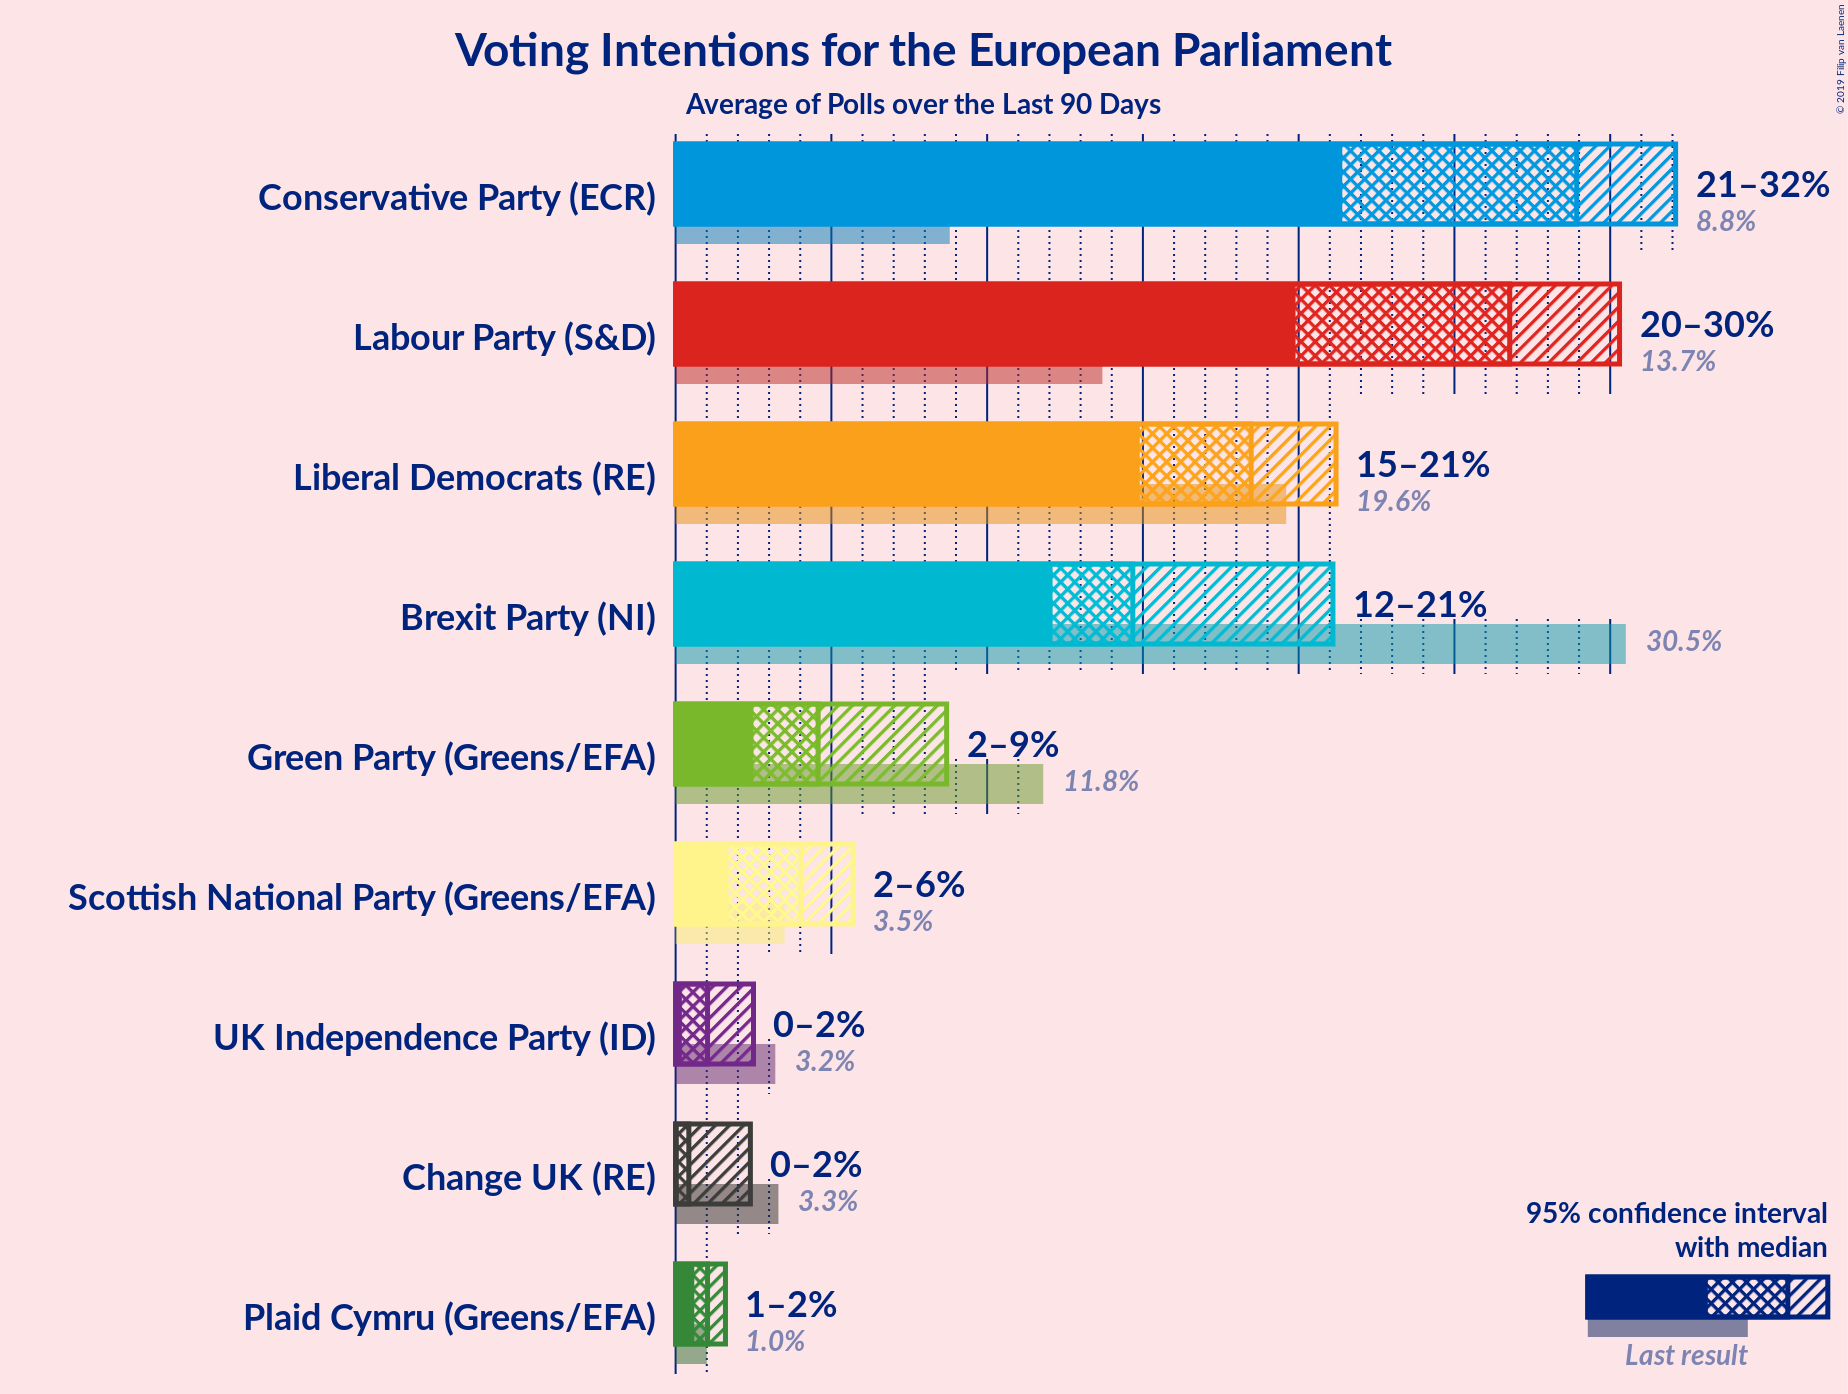 Voting Intentions for the European Parliament
Average of Polls over the Last 90 Days
© 2019 Filip van Laenen
Conservative Party (ECR)
21–32%
8.8%
Labour Party (S&D)
20–30%
13.7%
Liberal Democrats (RE)
15–21%
19.6%
Brexit Party (NI)
12–21%
30.5%
Green Party (Greens/EFA)
2–9%
11.8%
Scottish National Party (Greens/EFA)
2–6%
3.5%
UK Independence Party (ID)
0–2%
3.2%
Change UK (RE)
0–2%
3.3%
Plaid Cymru (Greens/EFA)
1–2%
1.0%
95% confidence interval
with median
Last result